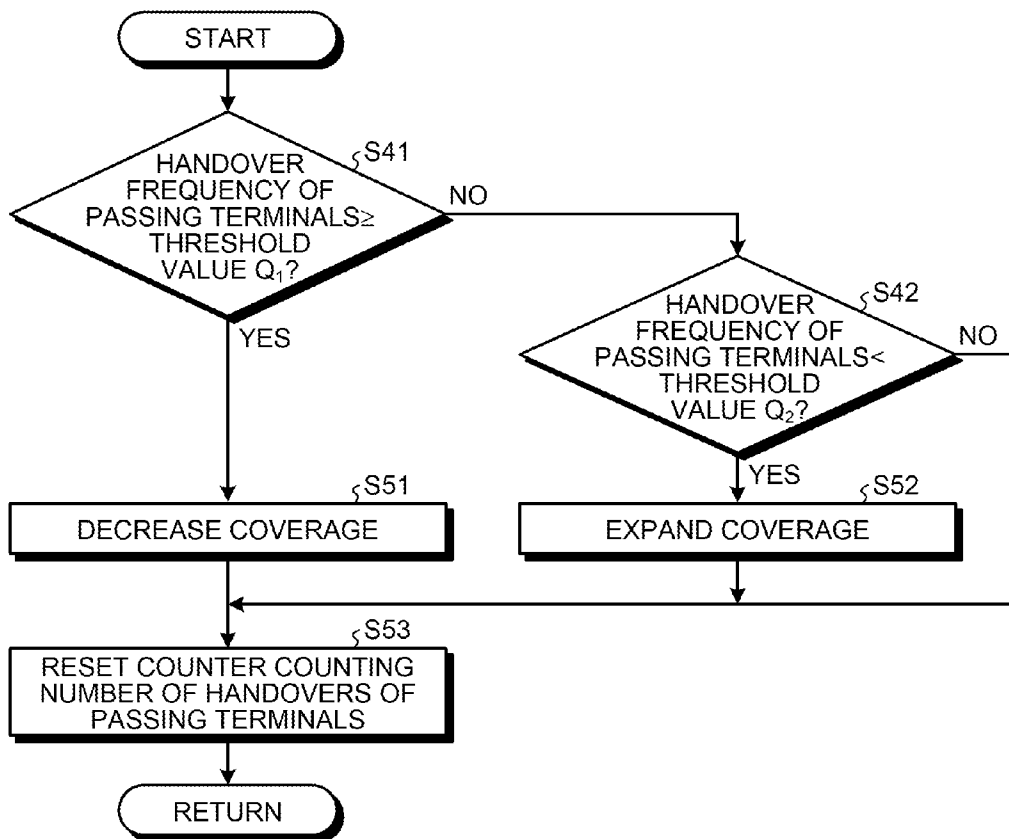 START
S41
HANDOVER
FREQUENCY OF
PASSING TERMINALS≥
THRESHOLD
VALUE Q₁?
NO
YES
S42
HANDOVER
FREQUENCY OF
PASSING TERMINALS<
THRESHOLD
VALUE Q₂?
NO
YES
S51
DECREASE COVERAGE
S52
EXPAND COVERAGE
S53
RESET COUNTER COUNTING
NUMBER OF HANDOVERS OF
PASSING TERMINALS
RETURN